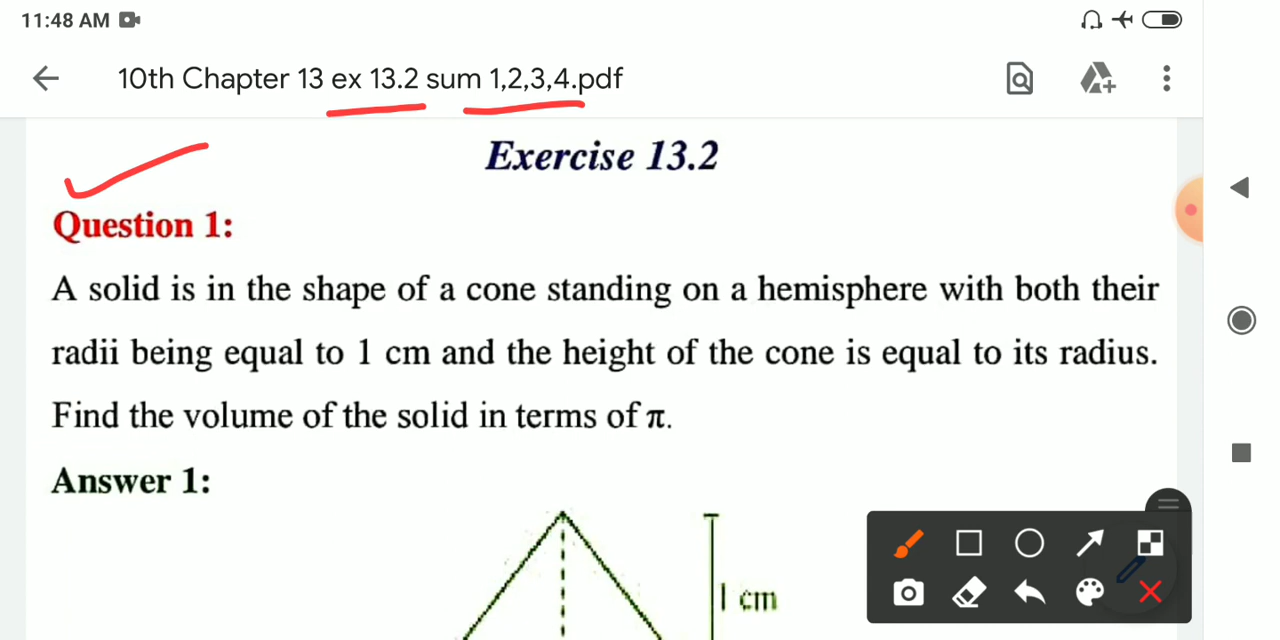 11:48 AM
10th Chapter 13 ex 13.2 sum 1,2,3,4.pdf
Exercise 13.2
Question 1:
A solid is in the shape of a cone standing on a hemisphere with both their
radii being equal to 1 cm and the height of the cone is equal to its radius.
Find the volume of the solid in terms of π.
Answer 1:
1 cm